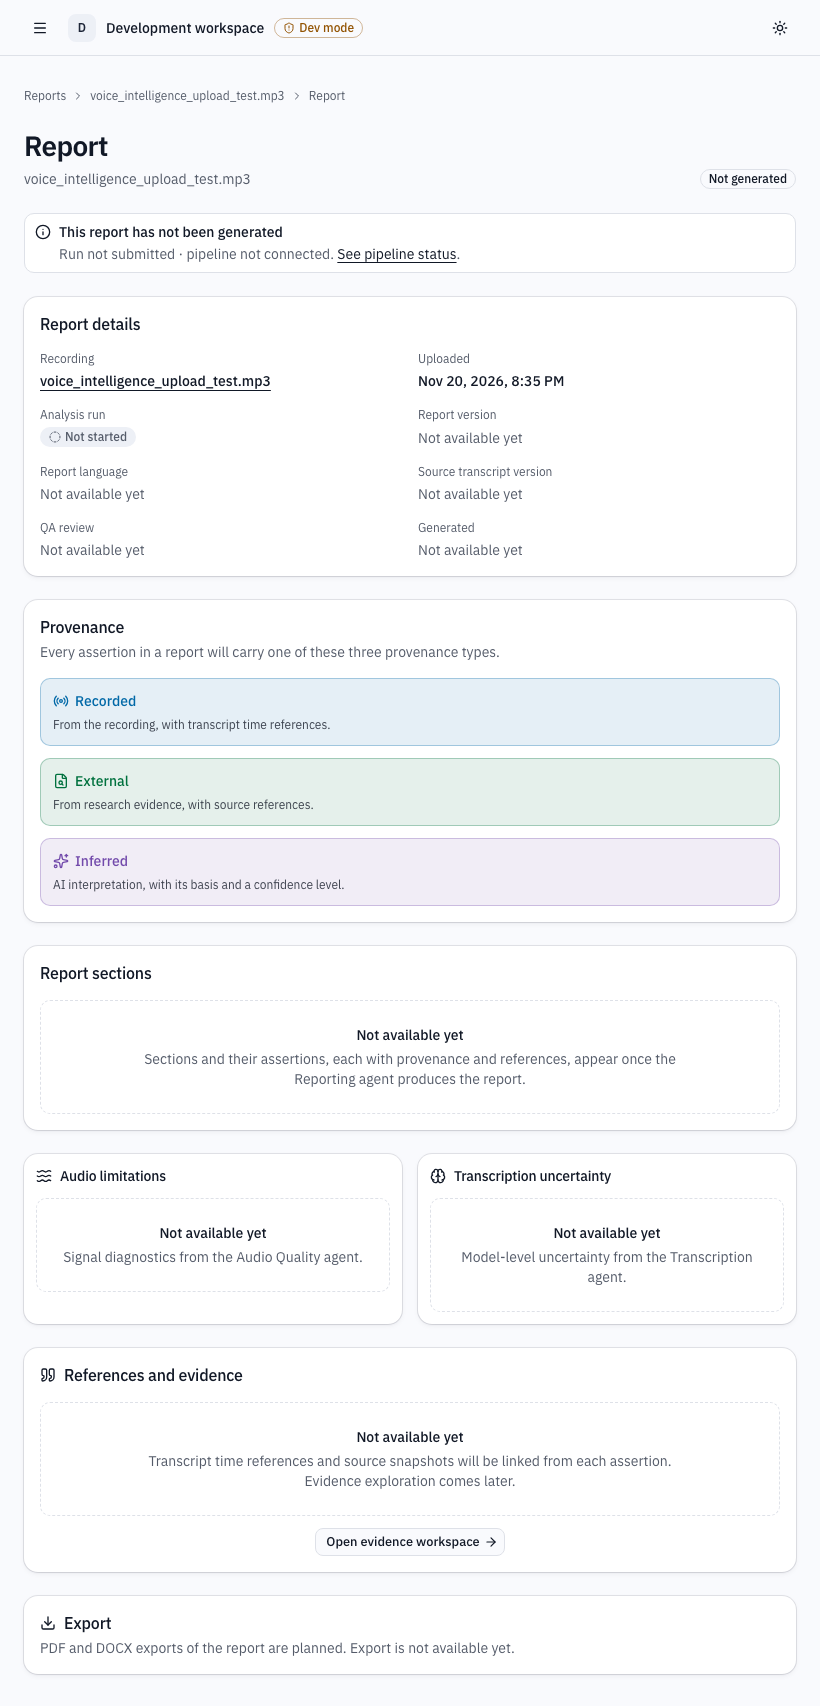 D Development workspace Dev mode
Reports > voice_intelligence_upload_test.mp3 > Report
Report
voice_intelligence_upload_test.mp3
Not generated
This report has not been generated
Run not submitted · pipeline not connected. See pipeline status.
Report details
Recording
voice_intelligence_upload_test.mp3
Uploaded
Nov 20, 2026, 8:35 PM
Analysis run
Not started
Report version
Not available yet
Report language
Not available yet
Source transcript version
Not available yet
QA review
Not available yet
Generated
Not available yet
Provenance
Every assertion in a report will carry one of these three provenance types.
Recorded
From the recording, with transcript time references.
External
From research evidence, with source references.
Inferred
AI interpretation, with its basis and a confidence level.
Report sections
Not available yet
Sections and their assertions, each with provenance and references, appear once the
Reporting agent produces the report.
Audio limitations
Not available yet
Signal diagnostics from the Audio Quality agent.
Transcription uncertainty
Not available yet
Model-level uncertainty from the Transcription
agent.
References and evidence
Not available yet
Transcript time references and source snapshots will be linked from each assertion.
Evidence exploration comes later.
Open evidence workspace →
Export
PDF and DOCX exports of the report are planned. Export is not available yet.